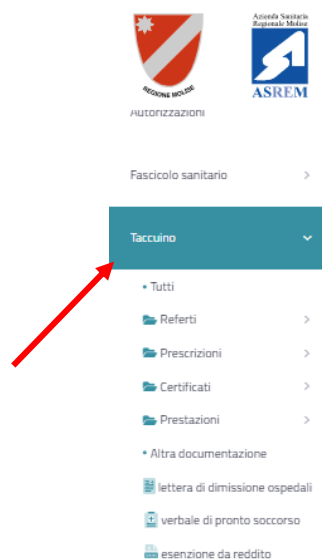 Azienda Sanitaria
Regionale Molise
REGIONE MOLISE
ASREM
Autorizzazioni
Fascicolo sanitario
Taccuino
• Tutti
Referti
Prescrizioni
Certificati
Prestazioni
• Altra documentazione
lettera di dimissione ospedali
verbale di pronto soccorso
esenzione da reddito